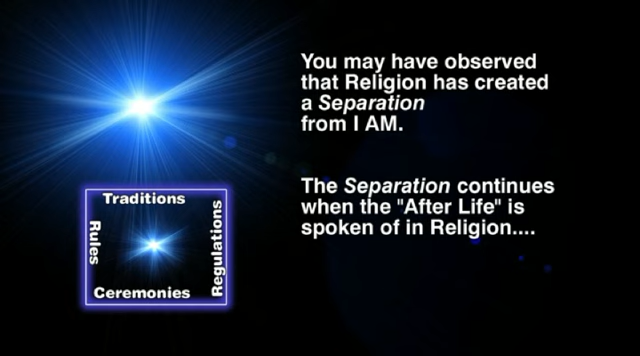 You may have observed
that Religion has created
a Separation
from I AM.
The Separation continues
when the "After Life" is
spoken of in Religion....
Traditions
Rules
Regulations
Ceremonies